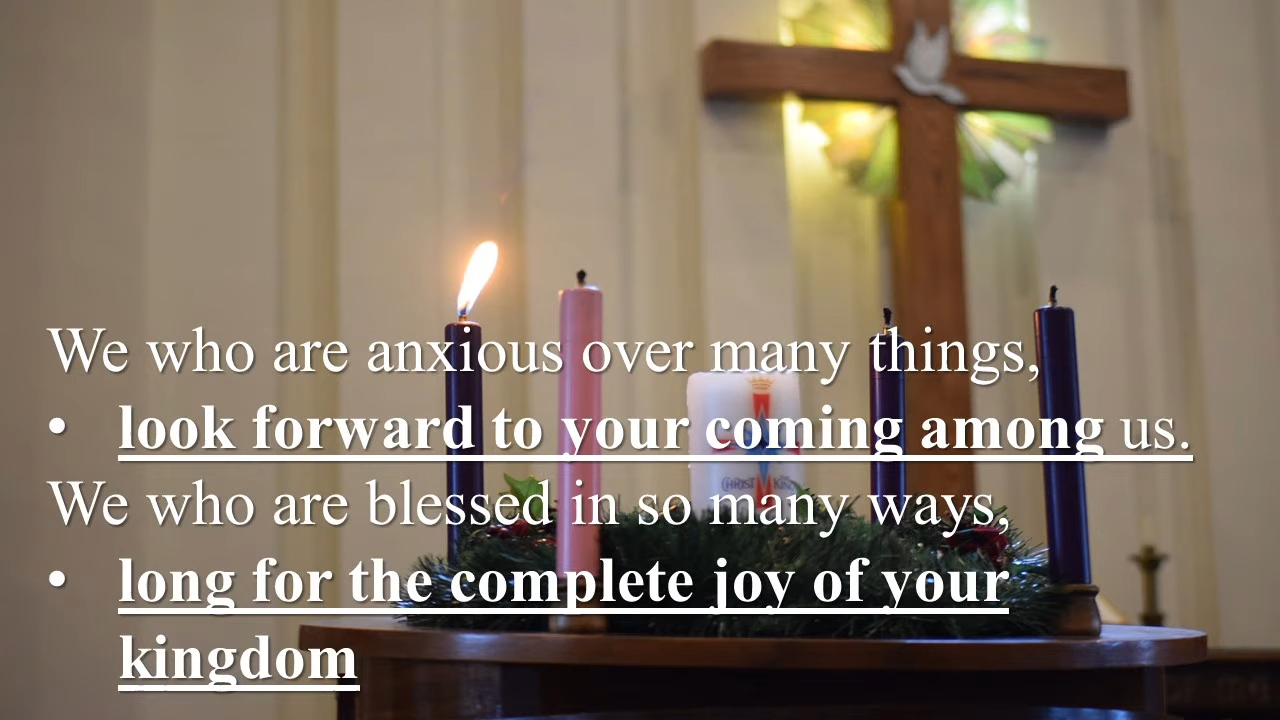 We who are anxious over many things,
• look forward to your coming among us.
We who are blessed in so many ways,
• long for the complete joy of your
kingdom
CHRIST